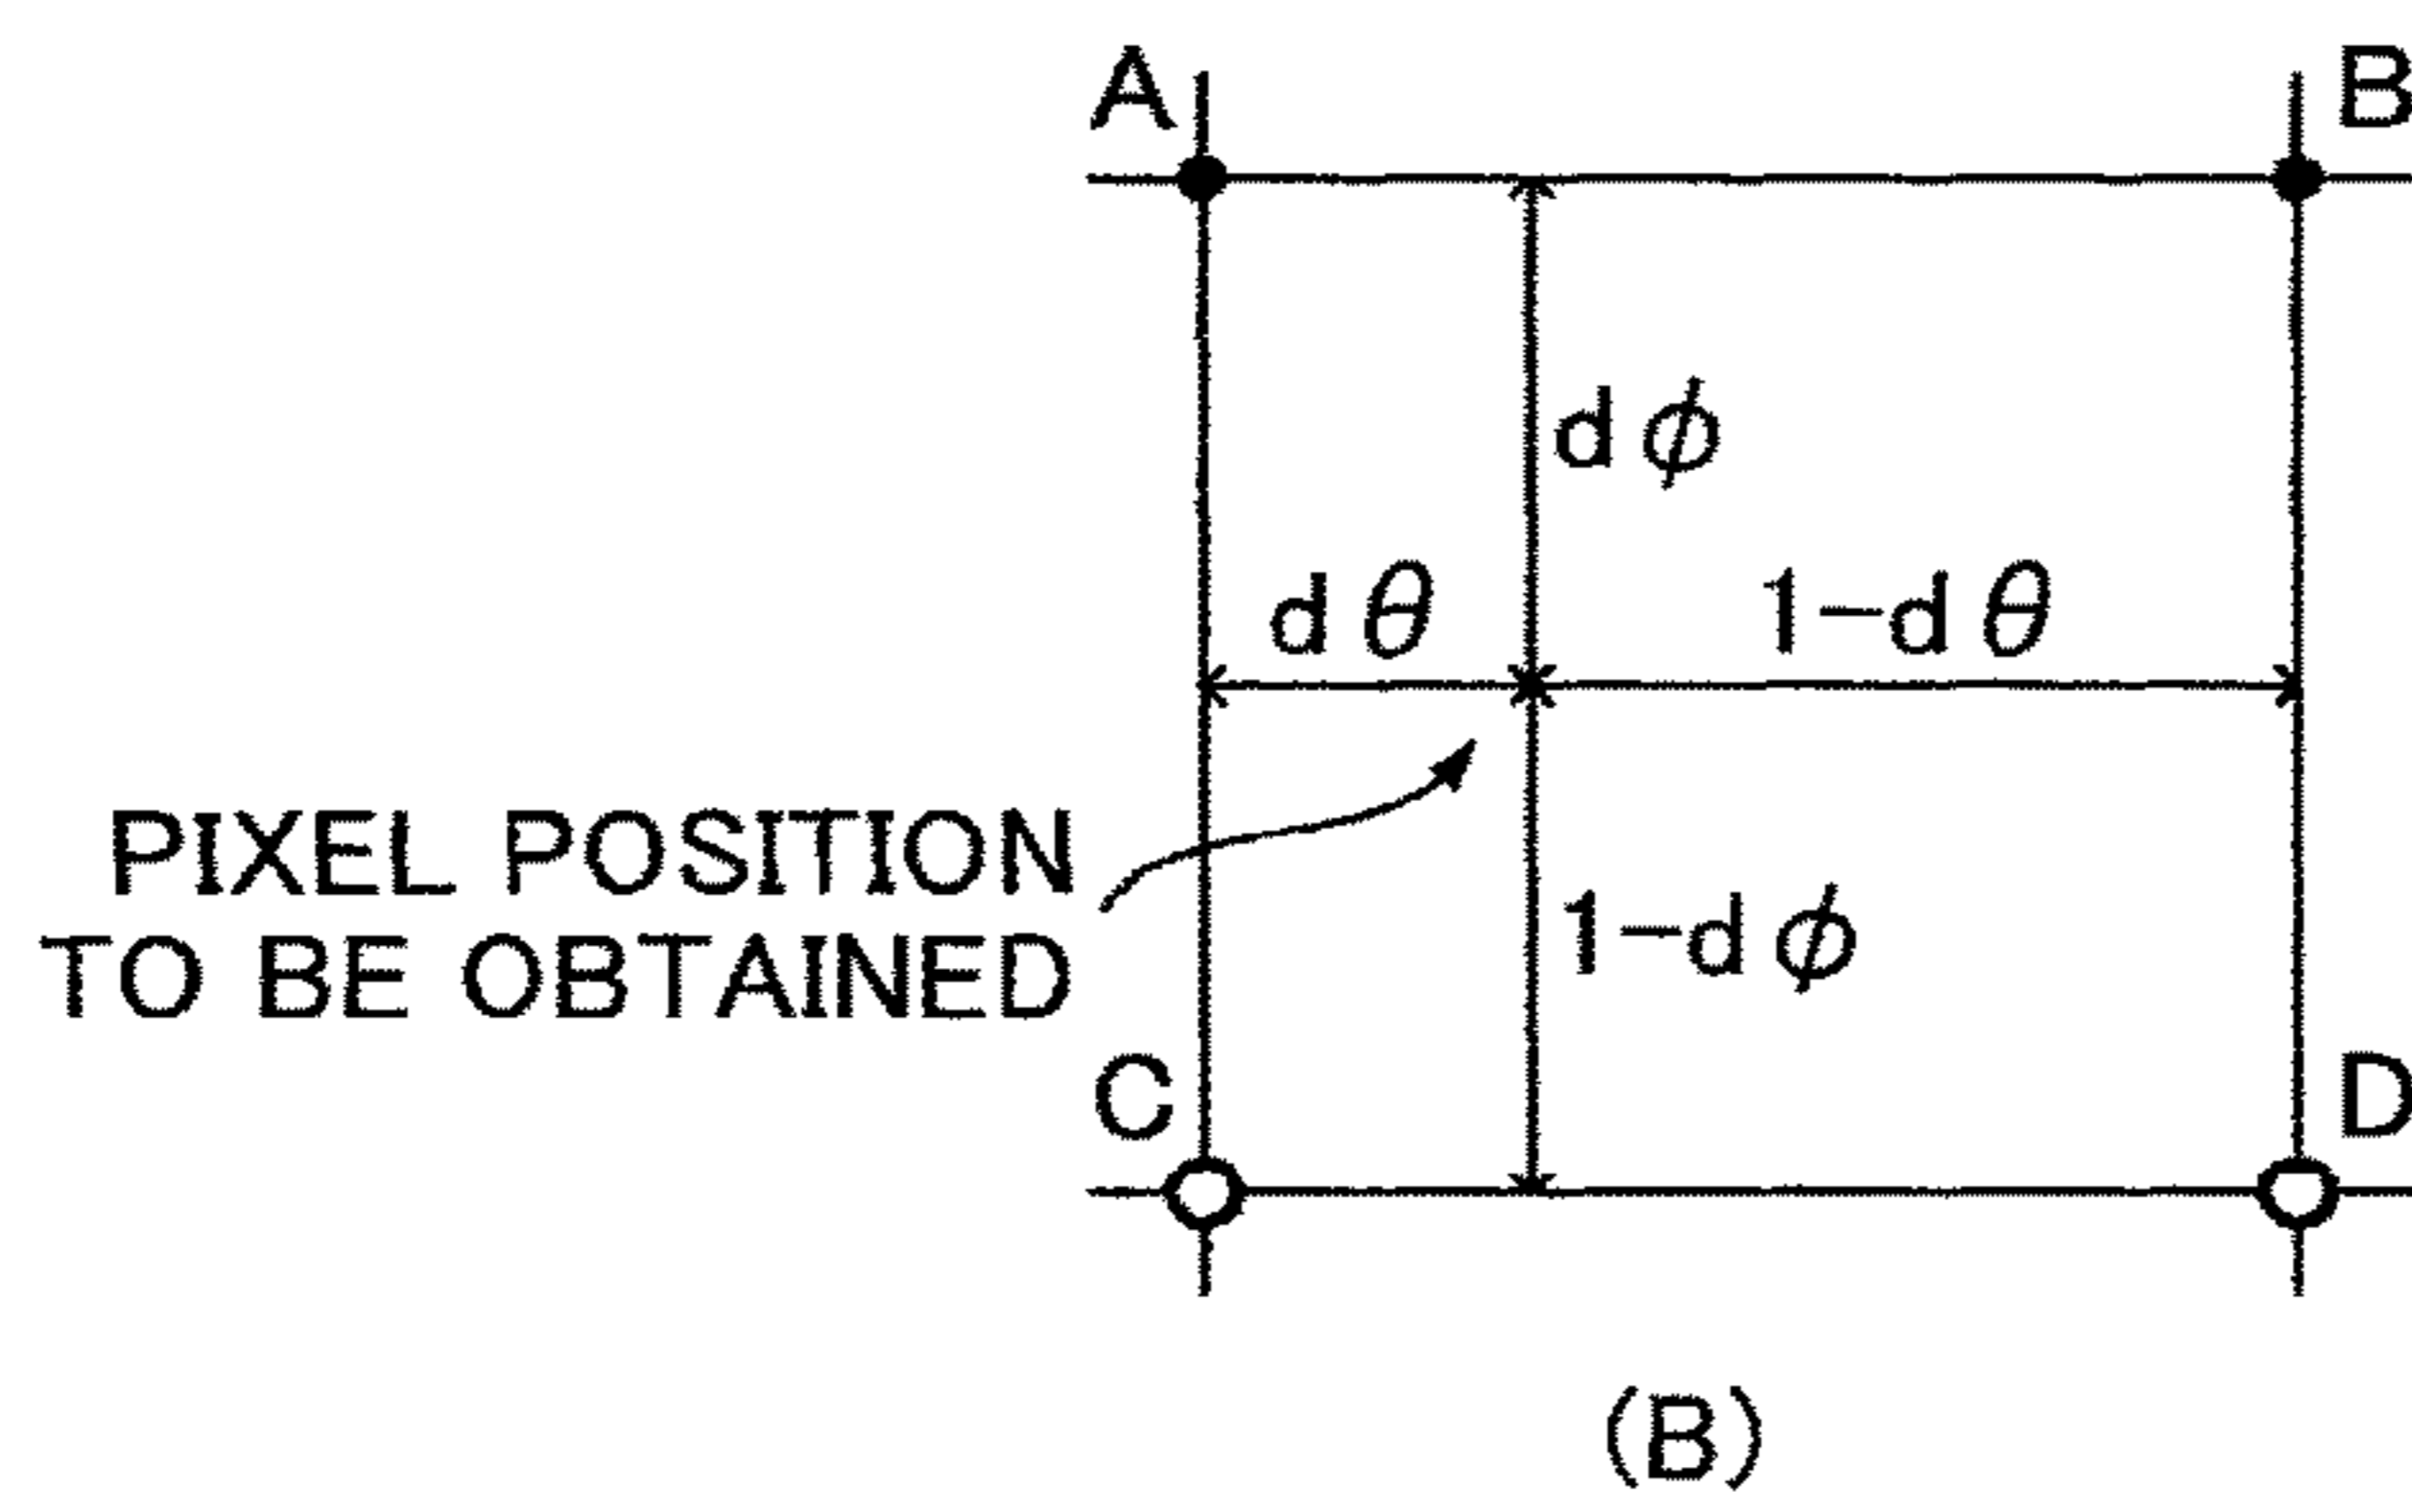 A B
dφ
dθ 1-dθ
PIXEL POSITION
TO BE OBTAINED
1-dφ
C D
(B)